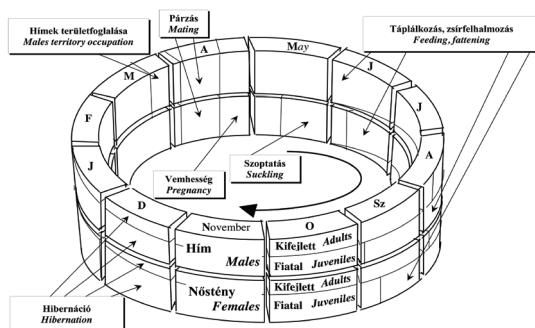 Hímek területfoglalása
Males territory occupation
Párzás
Mating
Táplálkozás, zsírfelhalmozás
Feeding, fattening
M
A
May
J
J
A
Sz
O
November
D
J
F
Vemhesség
Pregnancy
Szoptatás
Suckling
Hím
Males
Nőstény
Females
Kifejlett Adults
Fiatal Juveniles
Kifejlett Adults
Fiatal Juveniles
Hibernáció
Hibernation